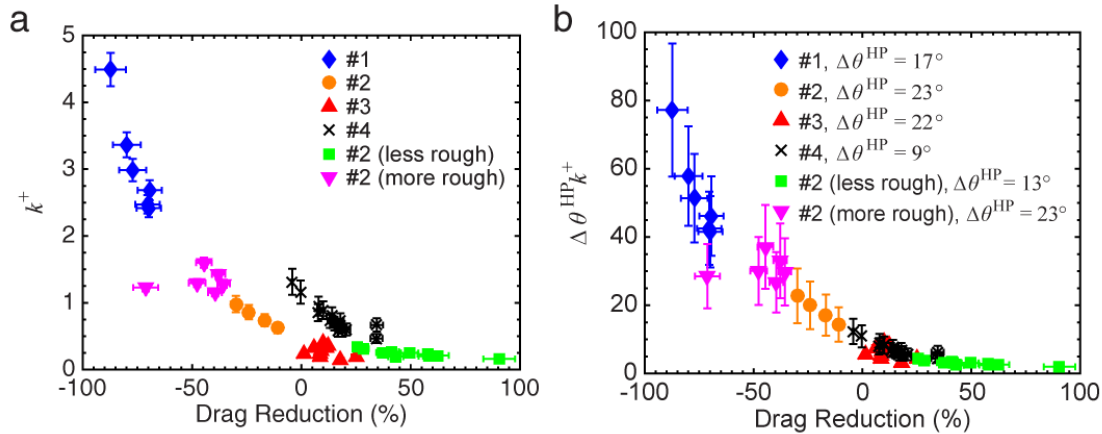 a
5
4
3
2
1
0
k⁺
#1
#2
#3
#4
#2 (less rough)
#2 (more rough)
-100 -50 0 50 100
Drag Reduction (%)
b
100
80
60
40
20
0
Δθᴴᴾk⁺
#1, Δθᴴᴾ = 17°
#2, Δθᴴᴾ = 23°
#3, Δθᴴᴾ = 22°
#4, Δθᴴᴾ = 9°
#2 (less rough), Δθᴴᴾ = 13°
#2 (more rough), Δθᴴᴾ = 23°
-100 -50 0 50 100
Drag Reduction (%)